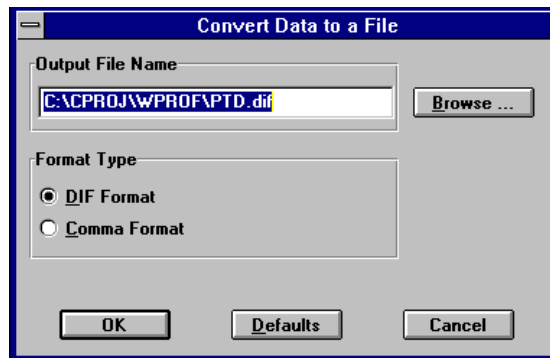 Convert Data to a File
Output File Name
C:\CPROJ\WPROF\PTD.dif
Browse ...
Format Type
DIF Format
Comma Format
OK
Defaults
Cancel